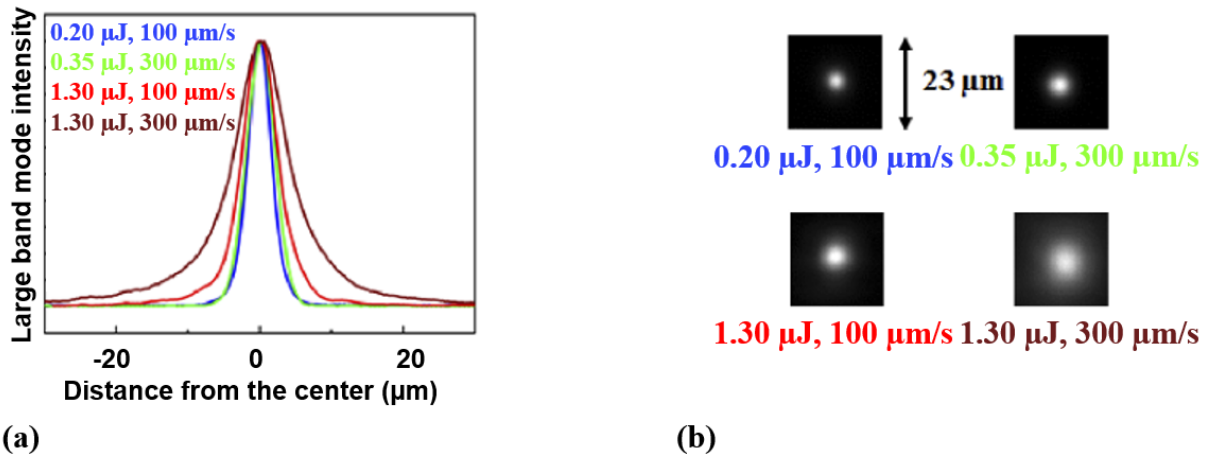 Large band mode intensity
0.20 µJ, 100 µm/s
0.35 µJ, 300 µm/s
1.30 µJ, 100 µm/s
1.30 µJ, 300 µm/s
-20 0 20
Distance from the center (µm)
(a)
23 µm
0.20 µJ, 100 µm/s 0.35 µJ, 300 µm/s
1.30 µJ, 100 µm/s 1.30 µJ, 300 µm/s
(b)